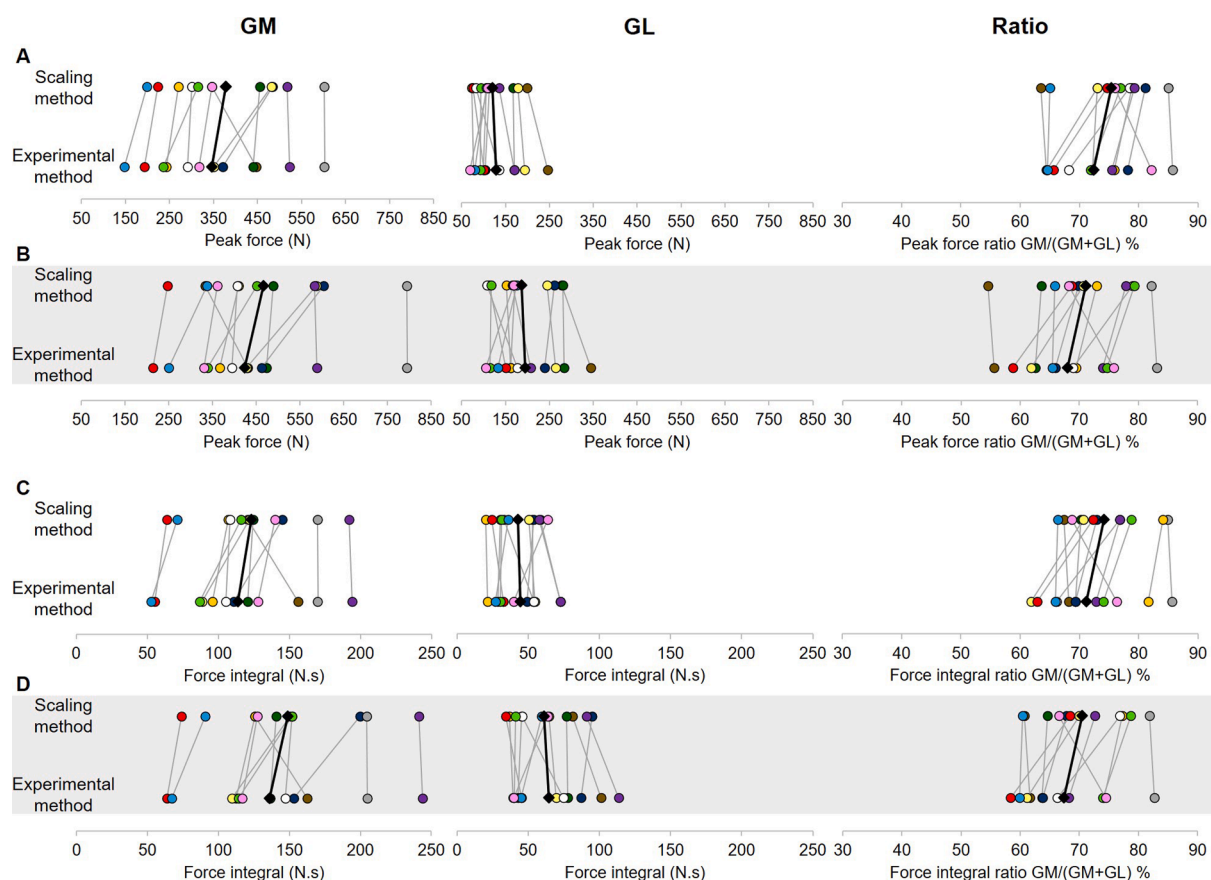 GM GL Ratio
A
Scaling
method
Experimental
method
50 150 250 350 450 550 650 750 850
Peak force (N)
50 150 250 350 450 550 650 750 850
Peak force (N)
30 40 50 60 70 80 90
Peak force ratio GM/(GM+GL) %
B
Scaling
method
Experimental
method
50 150 250 350 450 550 650 750 850
Peak force (N)
50 150 250 350 450 550 650 750 850
Peak force (N)
30 40 50 60 70 80 90
Peak force ratio GM/(GM+GL) %
C
Scaling
method
Experimental
method
0 50 100 150 200 250
Force integral (N.s)
0 50 100 150 200 250
Force integral (N.s)
30 40 50 60 70 80 90
Force integral ratio GM/(GM+GL) %
D
Scaling
method
Experimental
method
0 50 100 150 200 250
Force integral (N.s)
0 50 100 150 200 250
Force integral (N.s)
30 40 50 60 70 80 90
Force integral ratio GM/(GM+GL) %